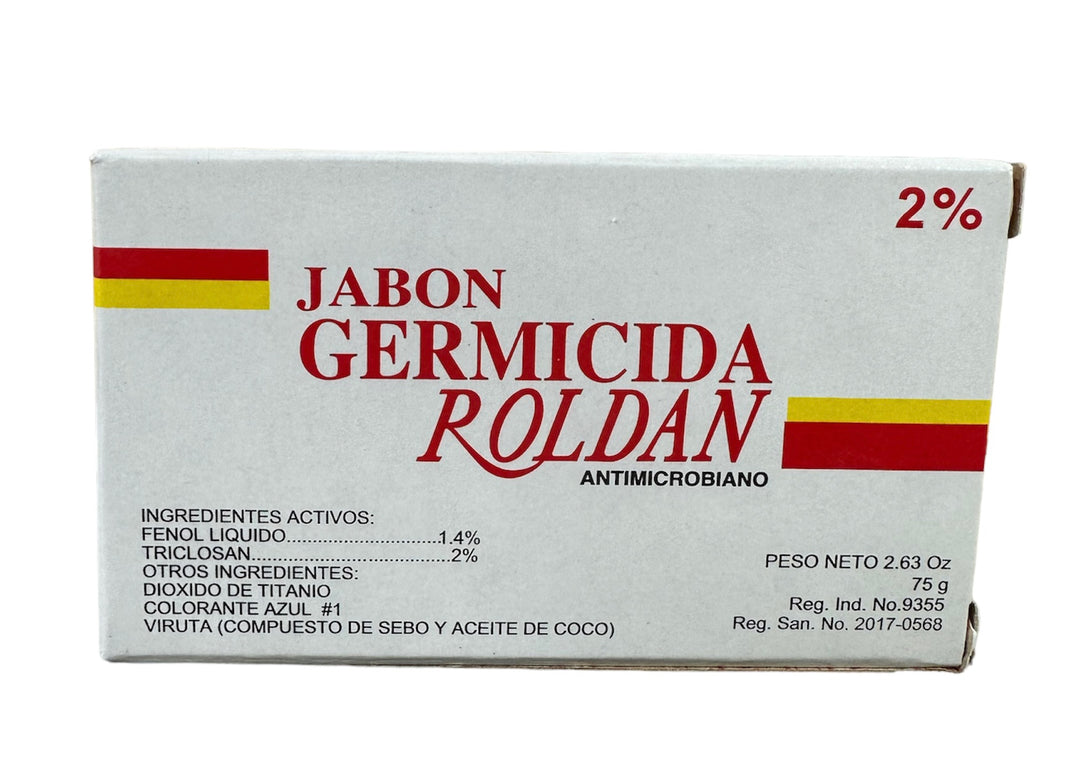 2%
JABON
GERMICIDA
ROLDAN
ANTIMICROBIANO
INGREDIENTES ACTIVOS:
FENOL LIQUIDO............................1.4%
TRICLOSAN.....................................2%
OTROS INGREDIENTES:
DIOXIDO DE TITANIO
COLORANTE AZUL #1
VIRUTA (COMPUESTO DE SEBO Y ACEITE DE COCO)
PESO NETO 2.63 Oz
75 g
Reg. Ind. No.9355
Reg. San. No. 2017-0568